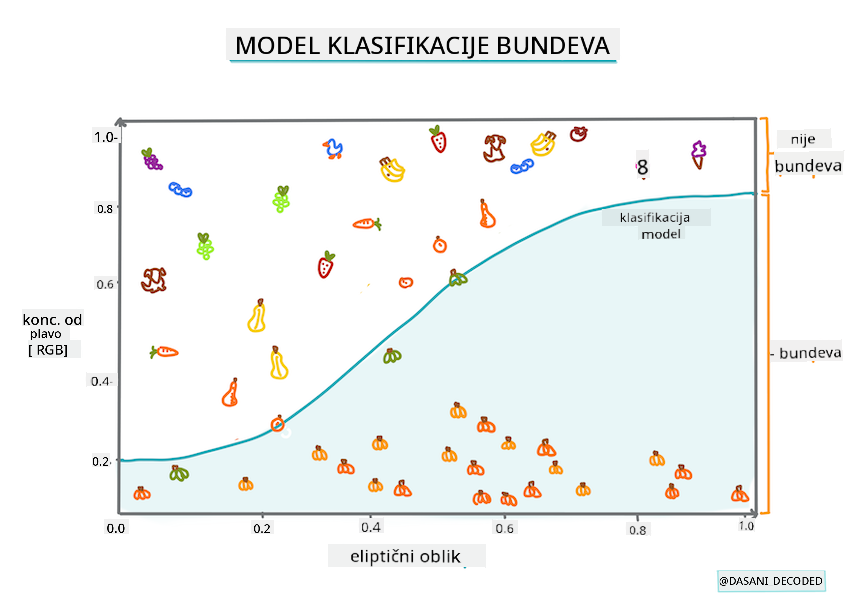 MODEL KLASIFIKACIJE BUNDEVA
1.0-
0.8
0.6
0.4-
0.2-
konc. od
plavo
[ RGB]
8
klasifikacija
model
nije
bundeva
- bundeva
0.0
0.2
0.4
0.6
0.8
1.0
eliptični oblik
@DASANI DECODED